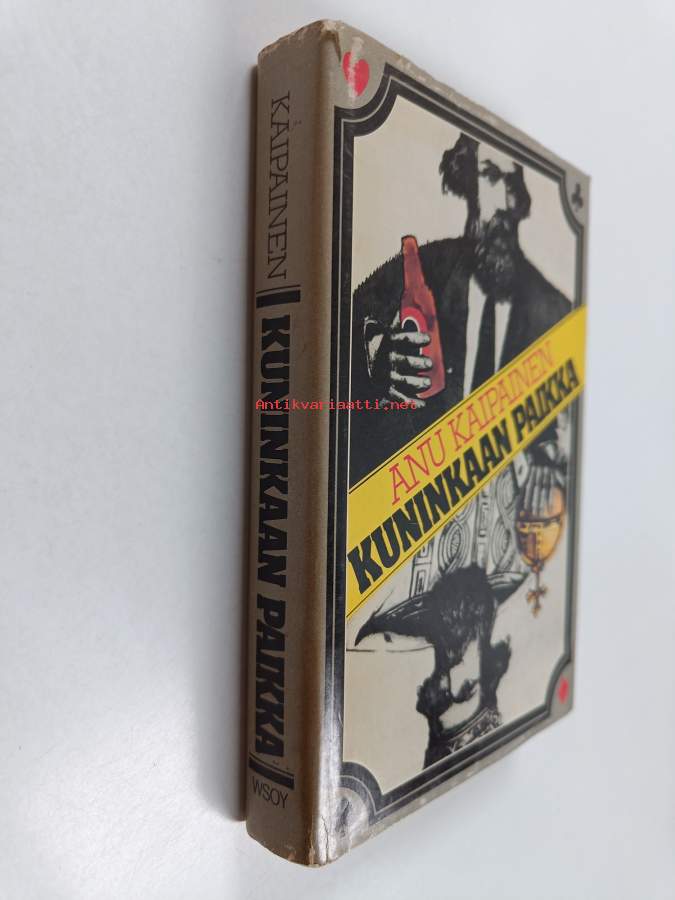 KAIPAINEN
KUNINKAAN PAIKKA
WSOY
ANU KAIPAINEN
KUNINKAAN PAIKKA
Antikvariaatti.net